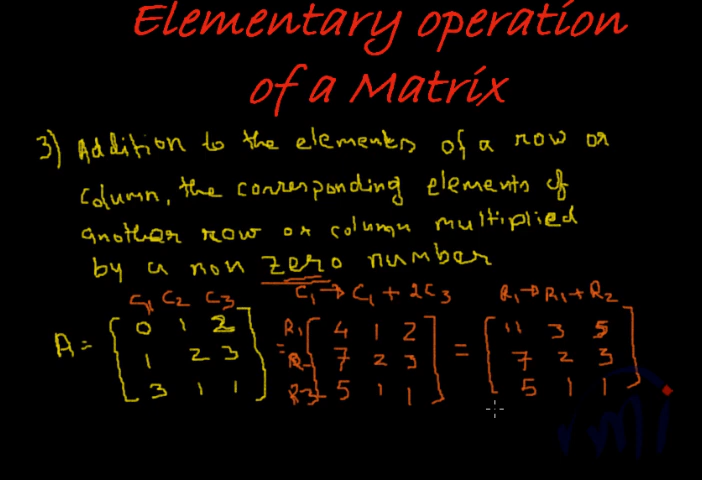 Elementary operation
of a Matrix
3) Addition to the elements of a row or
column, the corresponding elements of
another row or column multiplied
by a non zero number
C1 C2 C3 C1 → C1 + 2C3 R1 → R1 + R2
A = [ 0 1 2 = R1 [ 4 1 2 ] = [ 11 3 5 ]
1 2 3 ] R2 7 2 3 7 2 3
3 1 1 R3 5 1 1 5 1 1
rmi